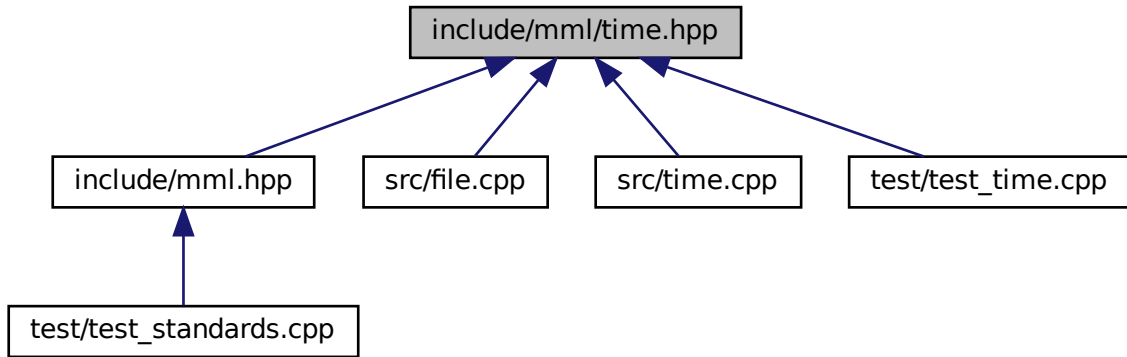 include/mml/time.hpp
include/mml.hpp
src/file.cpp
src/time.cpp
test/test_time.cpp
test/test_standards.cpp